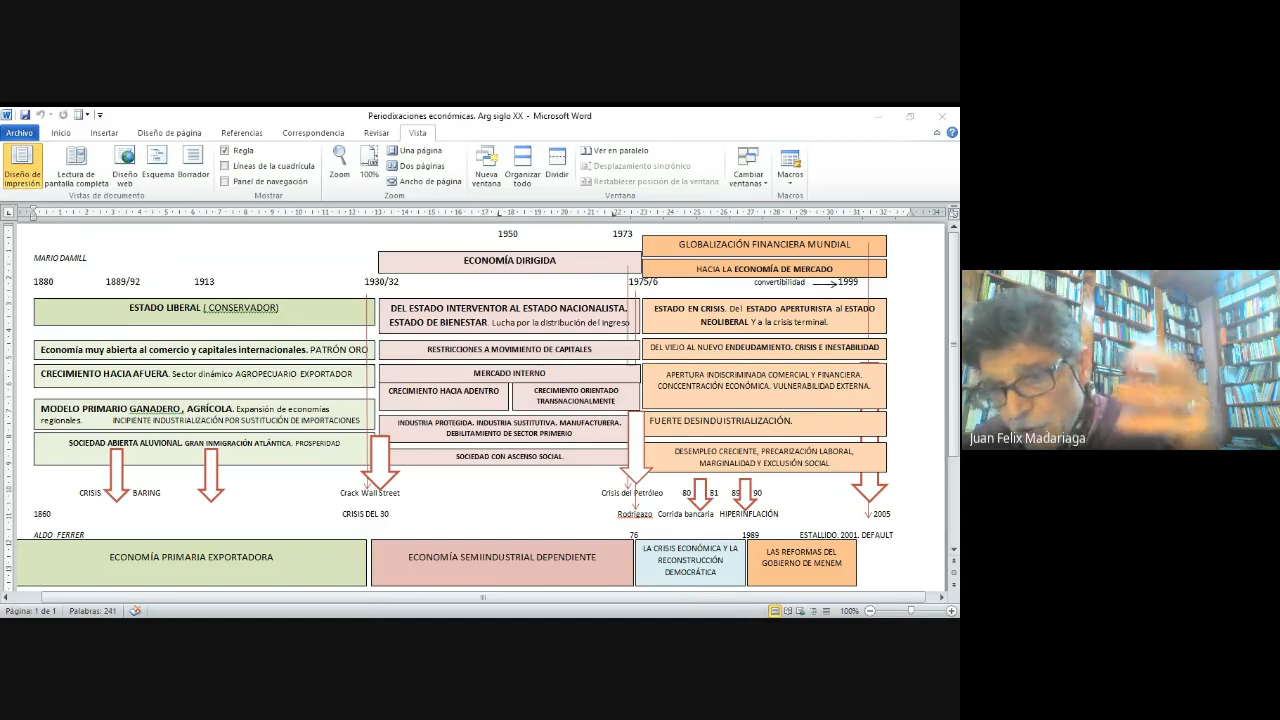 Periodixaciones económicas. Arg siglo XX - Microsoft Word
Archivo Inicio Insertar Diseño de página Referencias Correspondencia Revisar Vista
Diseño de impresión
Lectura de pantalla completa
Diseño web
Esquema
Borrador
Vistas de documento
Regla
Líneas de la cuadrícula
Panel de navegación
Mostrar
Zoom
100%
Una página
Dos páginas
Ancho de página
Zoom
Nueva ventana
Organizar todo
Dividir
Ver en paralelo
Desplazamiento sincrónico
Restablecer posición de la ventana
Ventana
Cambiar ventanas
Macros
Macros
1950 1973
GLOBALIZACIÓN FINANCIERA MUNDIAL
MARIO DAMILL
ECONOMÍA DIRIGIDA
HACIA LA ECONOMÍA DE MERCADO
1880 1889/92 1913 1930/32 1975/6 convertibilidad 1999
ESTADO LIBERAL ( CONSERVADOR)
DEL ESTADO INTERVENTOR AL ESTADO NACIONALISTA.
ESTADO DE BIENESTAR. Lucha por la distribución del ingreso
ESTADO EN CRISIS. Del ESTADO APERTURISTA al ESTADO
NEOLIBERAL Y a la crisis terminal.
Economía muy abierta al comercio y capitales internacionales. PATRÓN ORO
RESTRICCIONES A MOVIMIENTO DE CAPITALES
DEL VIEJO AL NUEVO ENDEUDAMIENTO. CRISIS E INESTABILIDAD
CRECIMIENTO HACIA AFUERA. Sector dinámico AGROPECUARIO EXPORTADOR
MERCADO INTERNO
CRECIMIENTO HACIA ADENTRO
CRECIMIENTO ORIENTADO
TRANSNACIONALMENTE
APERTURA INDISCRIMINADA COMERCIAL Y FINANCIERA.
CONCCENTRACIÓN ECONÓMICA. VULNERABILIDAD EXTERNA.
MODELO PRIMARIO GANADERO , AGRÍCOLA. Expansión de economías
regionales. INCIPIENTE INDUSTRIALIZACIÓN POR SUSTITUCIÓN DE IMPORTACIONES
INDUSTRIA PROTEGIDA. INDUSTRIA SUSTITUTIVA. MANUFACTURERA.
DEBILITAMIENTO DE SECTOR PRIMERIO
FUERTE DESINDUISTRIALIZACIÓN.
SOCIEDAD ABIERTA ALUVIONAL. GRAN INMIGRACIÓN ATLÁNTICA. PROSPERIDAD
SOCIEDAD CON ASCENSO SOCIAL.
DESEMPLEO CRECIENTE, PRECARIZACIÓN LABORAL,
MARGINALIDAD Y EXCLUSIÓN SOCIAL
CRISIS BARING Crack Wall Street Crisis del Petróleo 80 81 89 90
1860 CRISIS DEL 30 Rodrigazo Corrida bancaria HIPERINFLACIÓN 2005
ALDO FERRER 76 1989 ESTALLIDO. 2001. DEFAULT
ECONOMÍA PRIMARIA EXPORTADORA
ECONOMÍA SEMIINDUSTRIAL DEPENDIENTE
LA CRISIS ECONÓMICA Y LA
RECONSTRUCCIÓN
DEMOCRÁTICA
LAS REFORMAS DEL
GOBIERNO DE MENEM
Página: 1 de 1 Palabras: 241 100%
Juan Felix Madariaga